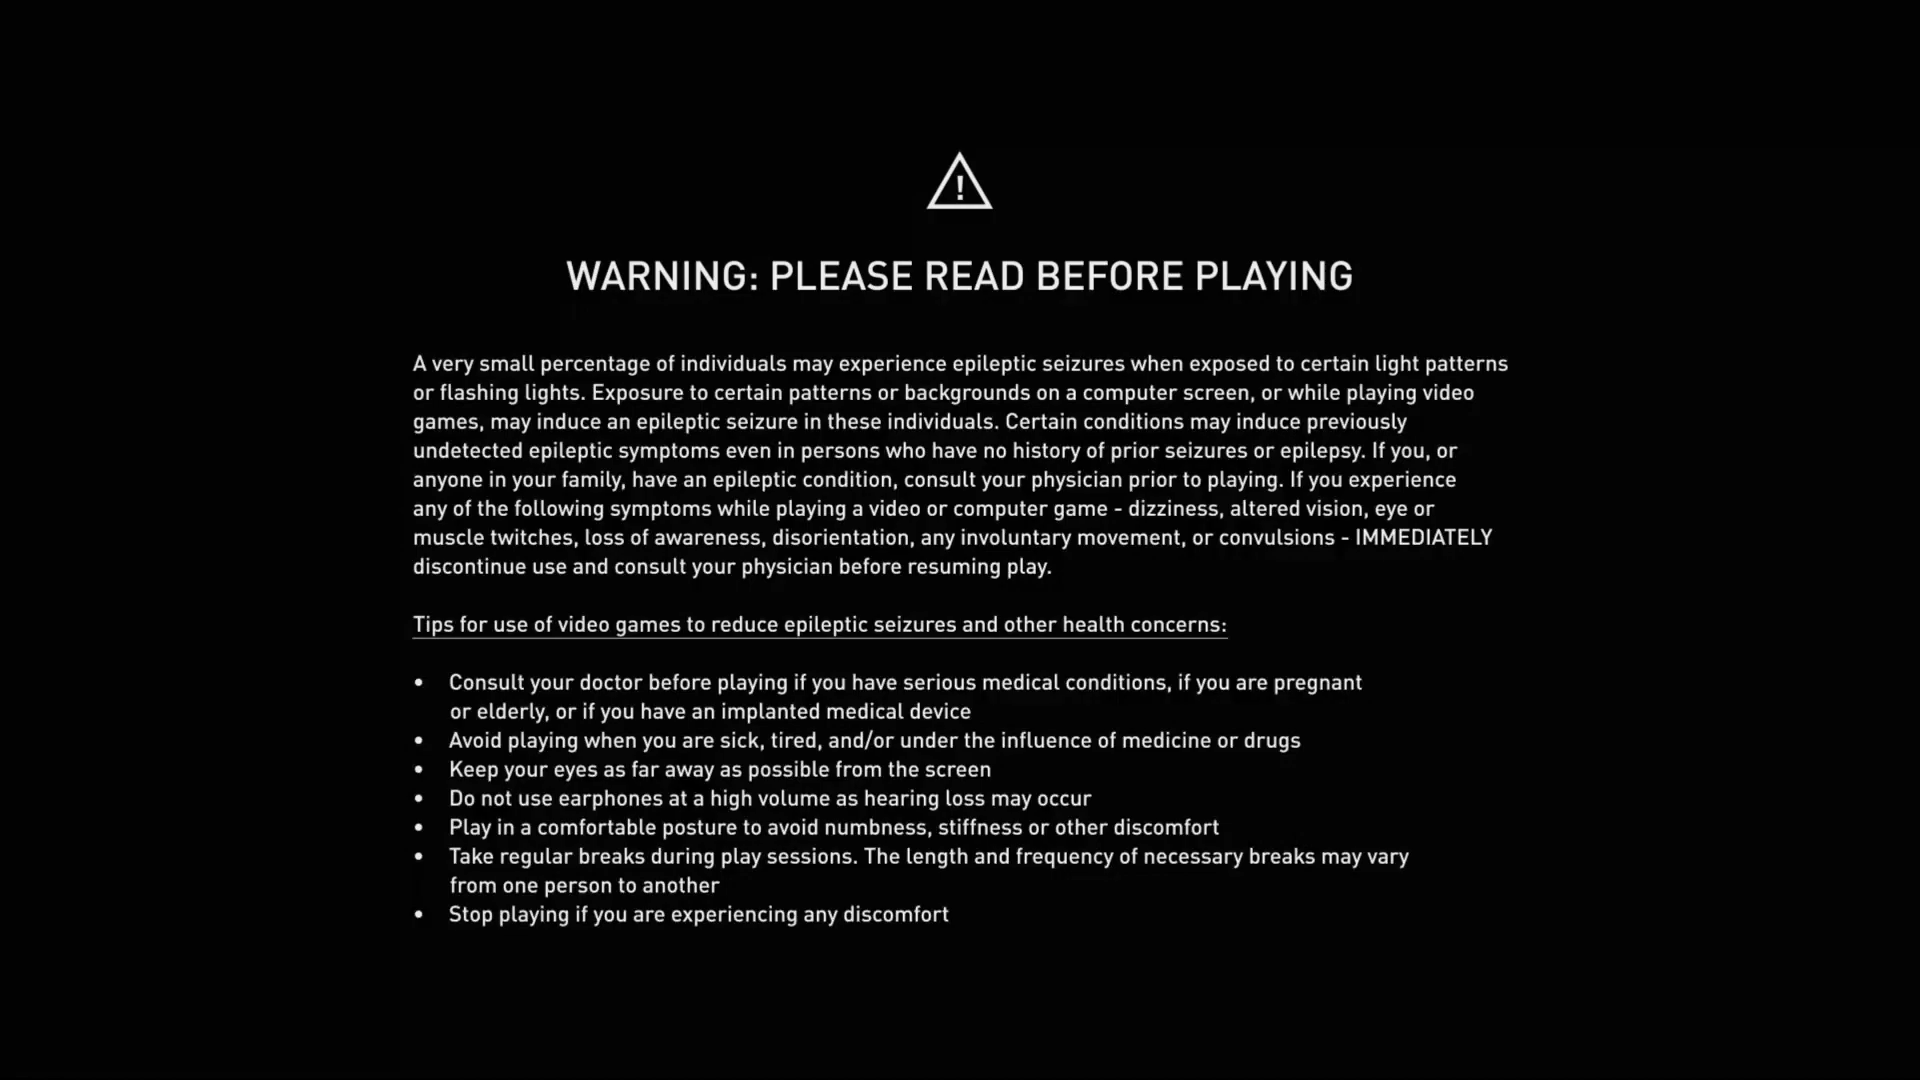 !
WARNING: PLEASE READ BEFORE PLAYING
A very small percentage of individuals may experience epileptic seizures when exposed to certain light patterns
or flashing lights. Exposure to certain patterns or backgrounds on a computer screen, or while playing video
games, may induce an epileptic seizure in these individuals. Certain conditions may induce previously
undetected epileptic symptoms even in persons who have no history of prior seizures or epilepsy. If you, or
anyone in your family, have an epileptic condition, consult your physician prior to playing. If you experience
any of the following symptoms while playing a video or computer game - dizziness, altered vision, eye or
muscle twitches, loss of awareness, disorientation, any involuntary movement, or convulsions - IMMEDIATELY
discontinue use and consult your physician before resuming play.
Tips for use of video games to reduce epileptic seizures and other health concerns:
• Consult your doctor before playing if you have serious medical conditions, if you are pregnant
or elderly, or if you have an implanted medical device
• Avoid playing when you are sick, tired, and/or under the influence of medicine or drugs
• Keep your eyes as far away as possible from the screen
• Do not use earphones at a high volume as hearing loss may occur
• Play in a comfortable posture to avoid numbness, stiffness or other discomfort
• Take regular breaks during play sessions. The length and frequency of necessary breaks may vary
from one person to another
• Stop playing if you are experiencing any discomfort